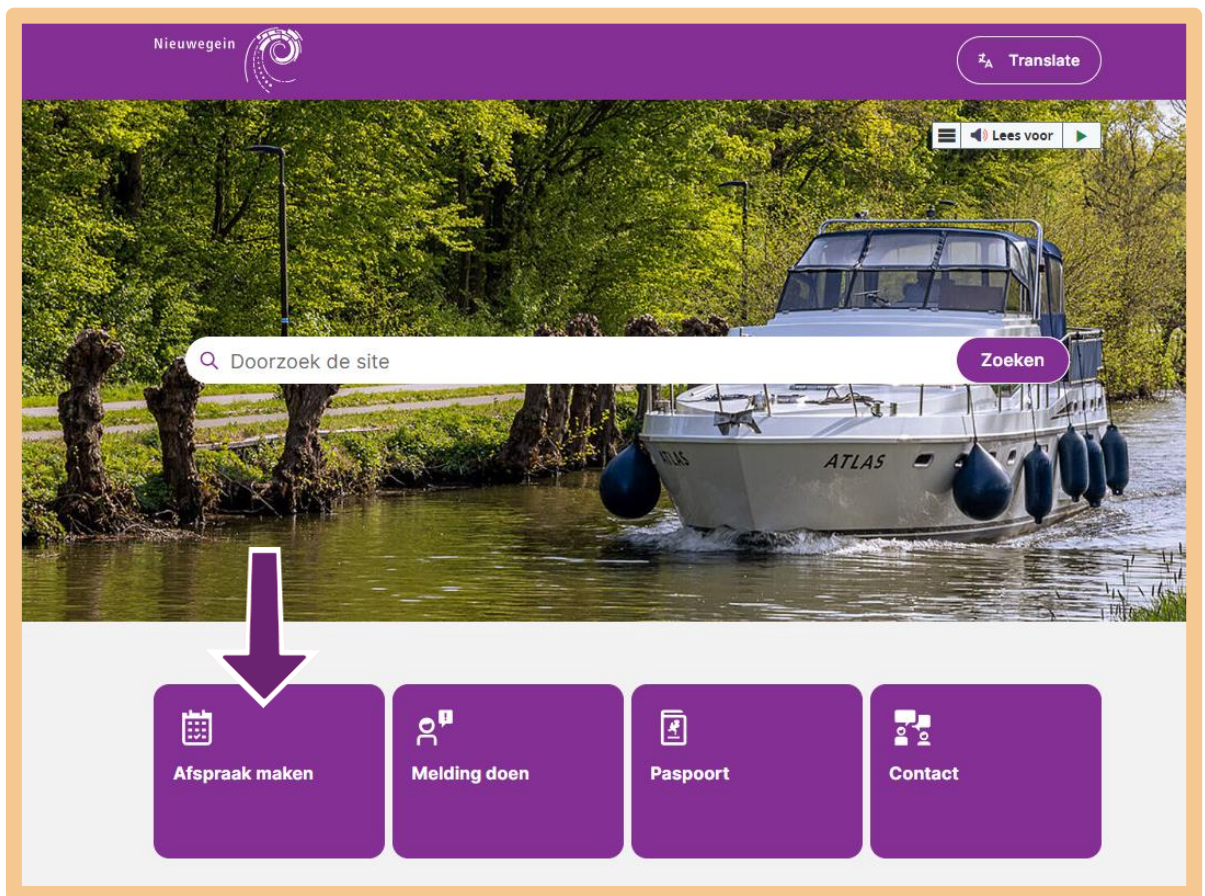 Nieuwegein
Translate
Lees voor
Doorzoek de site
Zoeken
ATLAS
ATLAS
Afspraak maken
Melding doen
Paspoort
Contact